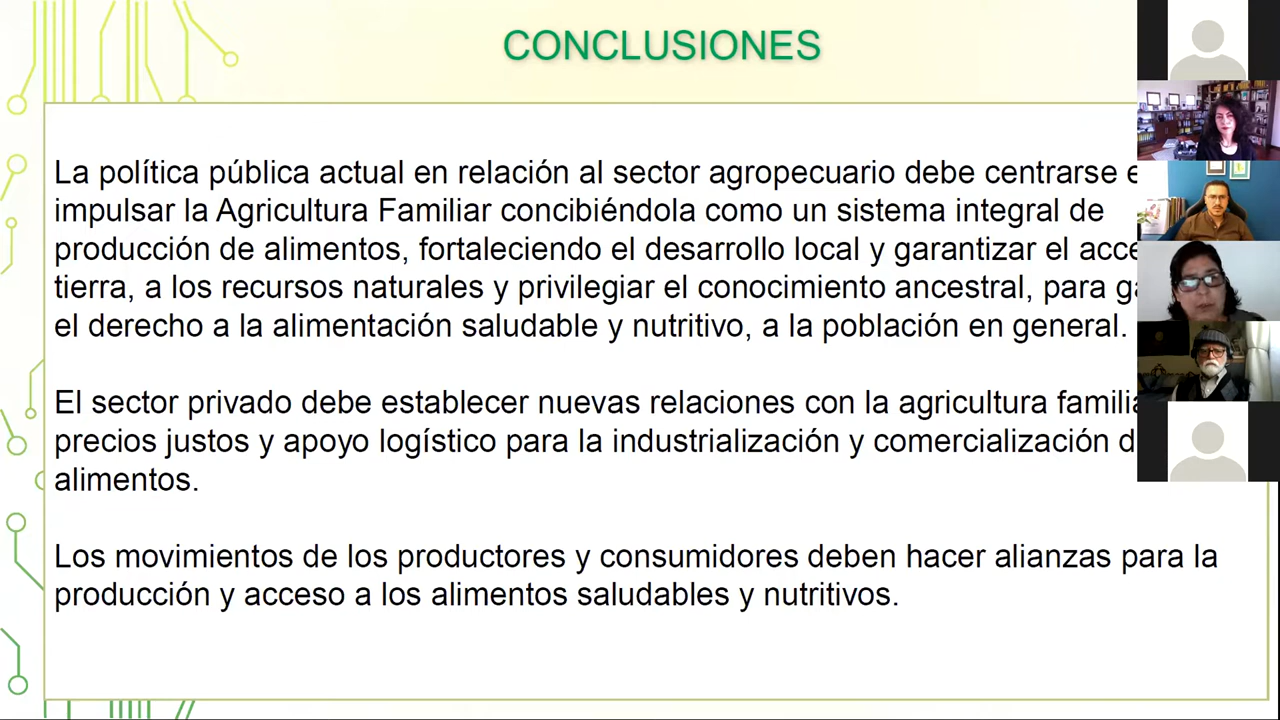 CONCLUSIONES
La política pública actual en relación al sector agropecuario debe centrarse
impulsar la Agricultura Familiar concibiéndola como un sistema integral de
producción de alimentos, fortaleciendo el desarrollo local y garantizar el
tierra, a los recursos naturales y privilegiar el conocimiento ancestral, para
el derecho a la alimentación saludable y nutritivo, a la población en general.
El sector privado debe establecer nuevas relaciones con la agricultura
precios justos y apoyo logístico para la industrialización y comercialización
alimentos.
Los movimientos de los productores y consumidores deben hacer alianzas para la
producción y acceso a los alimentos saludables y nutritivos.